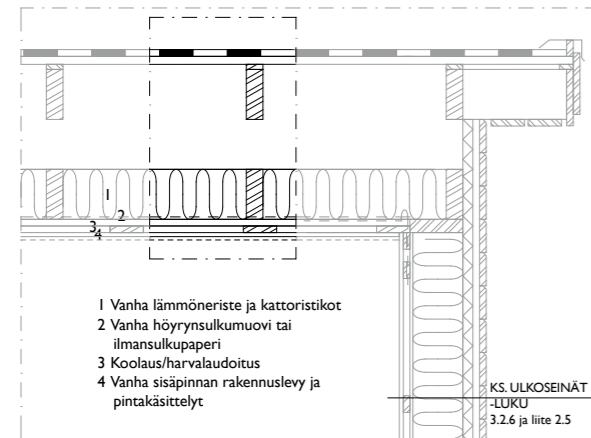 1
2
3
4
1 Vanha lämmöneriste ja kattoristikot
2 Vanha höyrynsulkumuovi tai
ilmansulkupaperi
3 Koolaus/harvalaudoitus
4 Vanha sisäpinnan rakennuslevy ja
pintakäsittelyt
KS. ULKOSEINÄT
-LUKU
3.2.6 ja liite 2.5